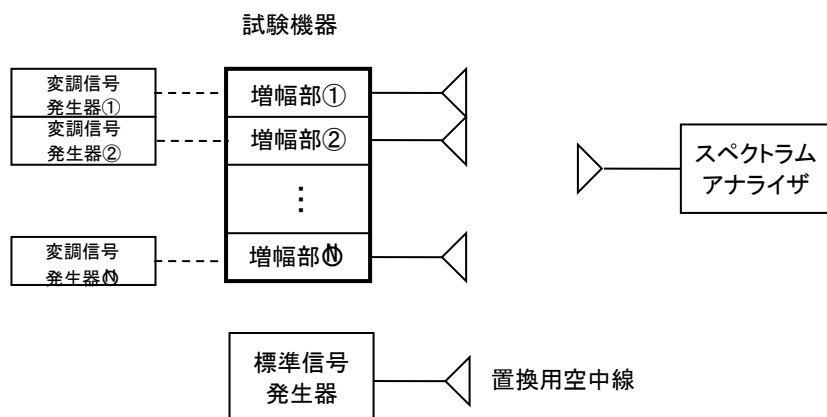 試験機器
変調信号
発生器①
増幅部①
変調信号
発生器②
増幅部②
スペクトラム
アナライザ
⋮
変調信号
発生器Ⓝ
増幅部Ⓝ
標準信号
発生器
置換用空中線